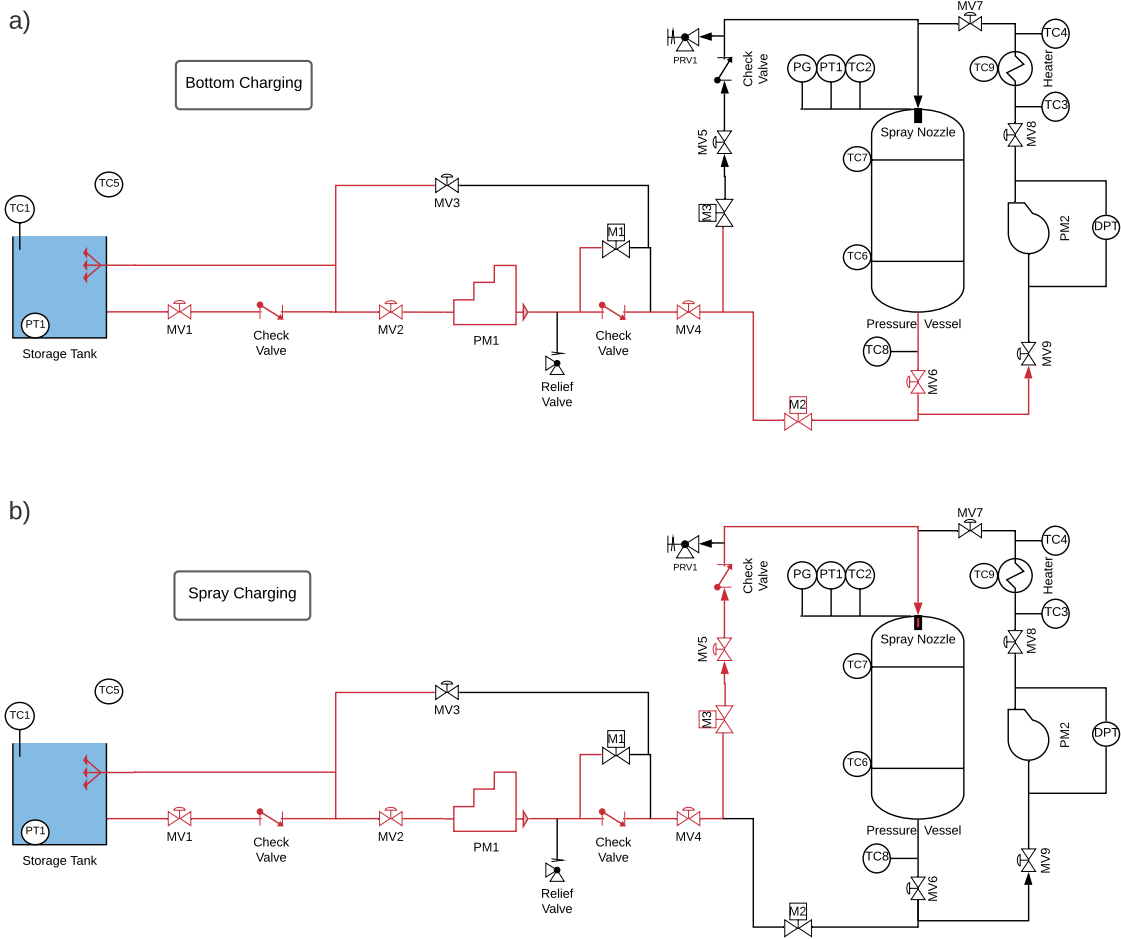 a)
Bottom Charging
MV7
TC4
PRV1
Check
Valve
PG
PT1
TC2
TC9
Heater
TC3
Spray Nozzle
MV5
MV8
TC7
TC5
TC1
MV3
M3
M1
PM2
DPT
TC6
PT1
Storage Tank
MV1
Check
Valve
MV2
PM1
Check
Valve
MV4
Pressure Vessel
TC8
MV9
MV6
Relief
Valve
M2
b)
Spray Charging
MV7
TC4
PRV1
Check
Valve
PG
PT1
TC2
TC9
Heater
TC3
Spray Nozzle
MV5
MV8
TC7
TC5
TC1
MV3
M3
M1
PM2
DPT
TC6
PT1
Storage Tank
MV1
Check
Valve
MV2
PM1
Check
Valve
MV4
Pressure Vessel
TC8
MV9
MV6
Relief
Valve
M2